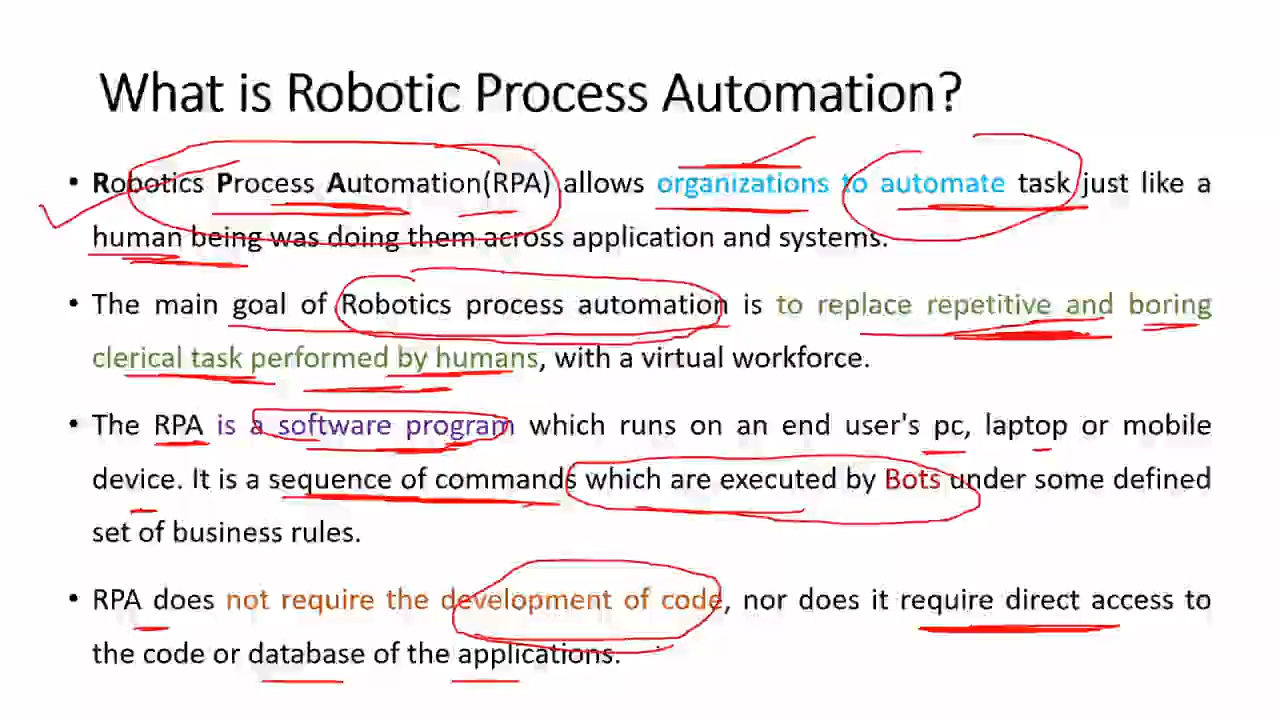 What is Robotic Process Automation?
• Robotics Process Automation(RPA) allows organizations to automate task just like a
human being was doing them across application and systems.
• The main goal of Robotics process automation is to replace repetitive and boring
clerical task performed by humans, with a virtual workforce.
• The RPA is a software program which runs on an end user's pc, laptop or mobile
device. It is a sequence of commands which are executed by Bots under some defined
set of business rules.
• RPA does not require the development of code, nor does it require direct access to
the code or database of the applications.